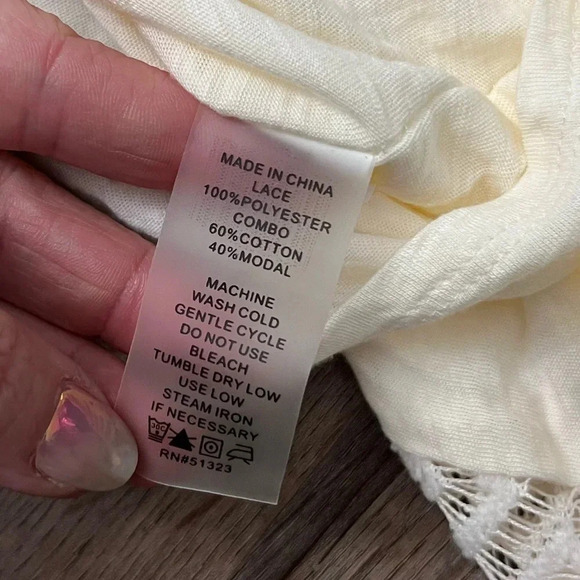 MADE IN CHINA
LACE
100%POLYESTER
COMBO
60%COTTON
40%MODAL
MACHINE
WASH COLD
GENTLE CYCLE
DO NOT USE
BLEACH
TUMBLE DRY LOW
USE LOW
STEAM IRON
IF NECESSARY
RN#51323